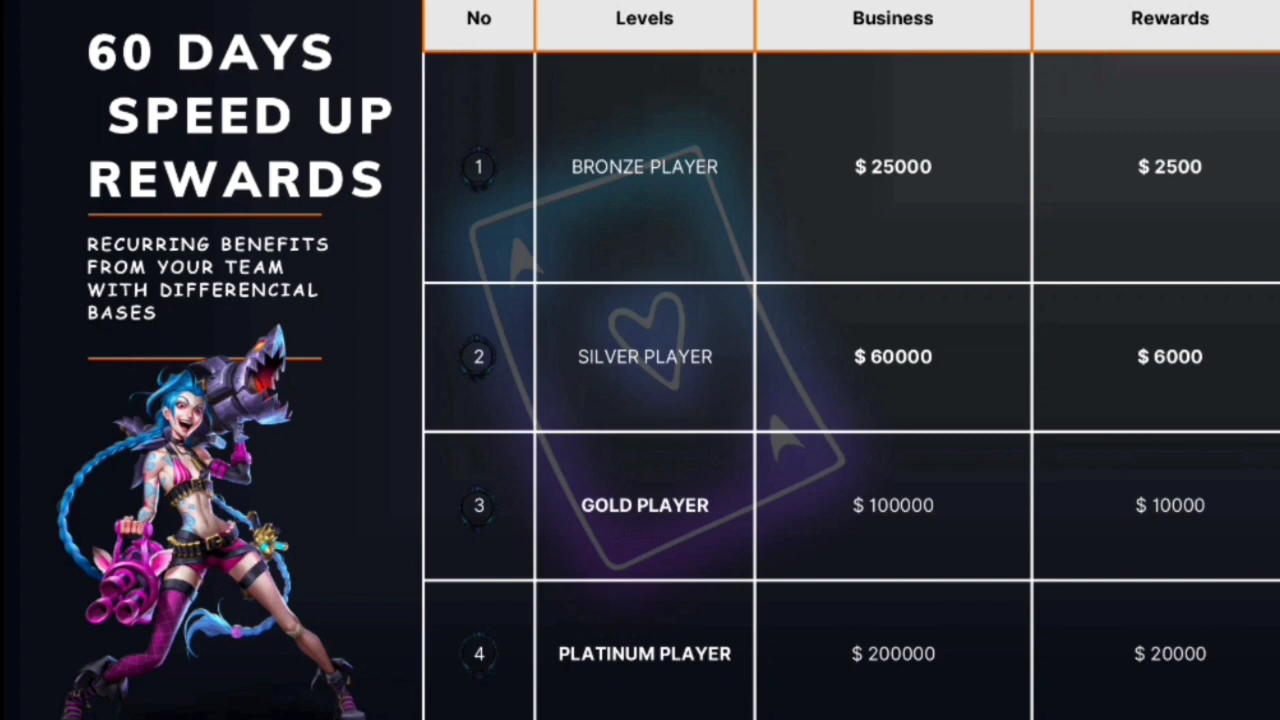 60 DAYS
SPEED UP
REWARDS
RECURRING BENEFITS
FROM YOUR TEAM
WITH DIFFERENCIAL
BASES
No Levels Business Rewards
1 BRONZE PLAYER $ 25000 $ 2500
2 SILVER PLAYER $ 60000 $ 6000
3 GOLD PLAYER $ 100000 $ 10000
4 PLATINUM PLAYER $ 200000 $ 20000